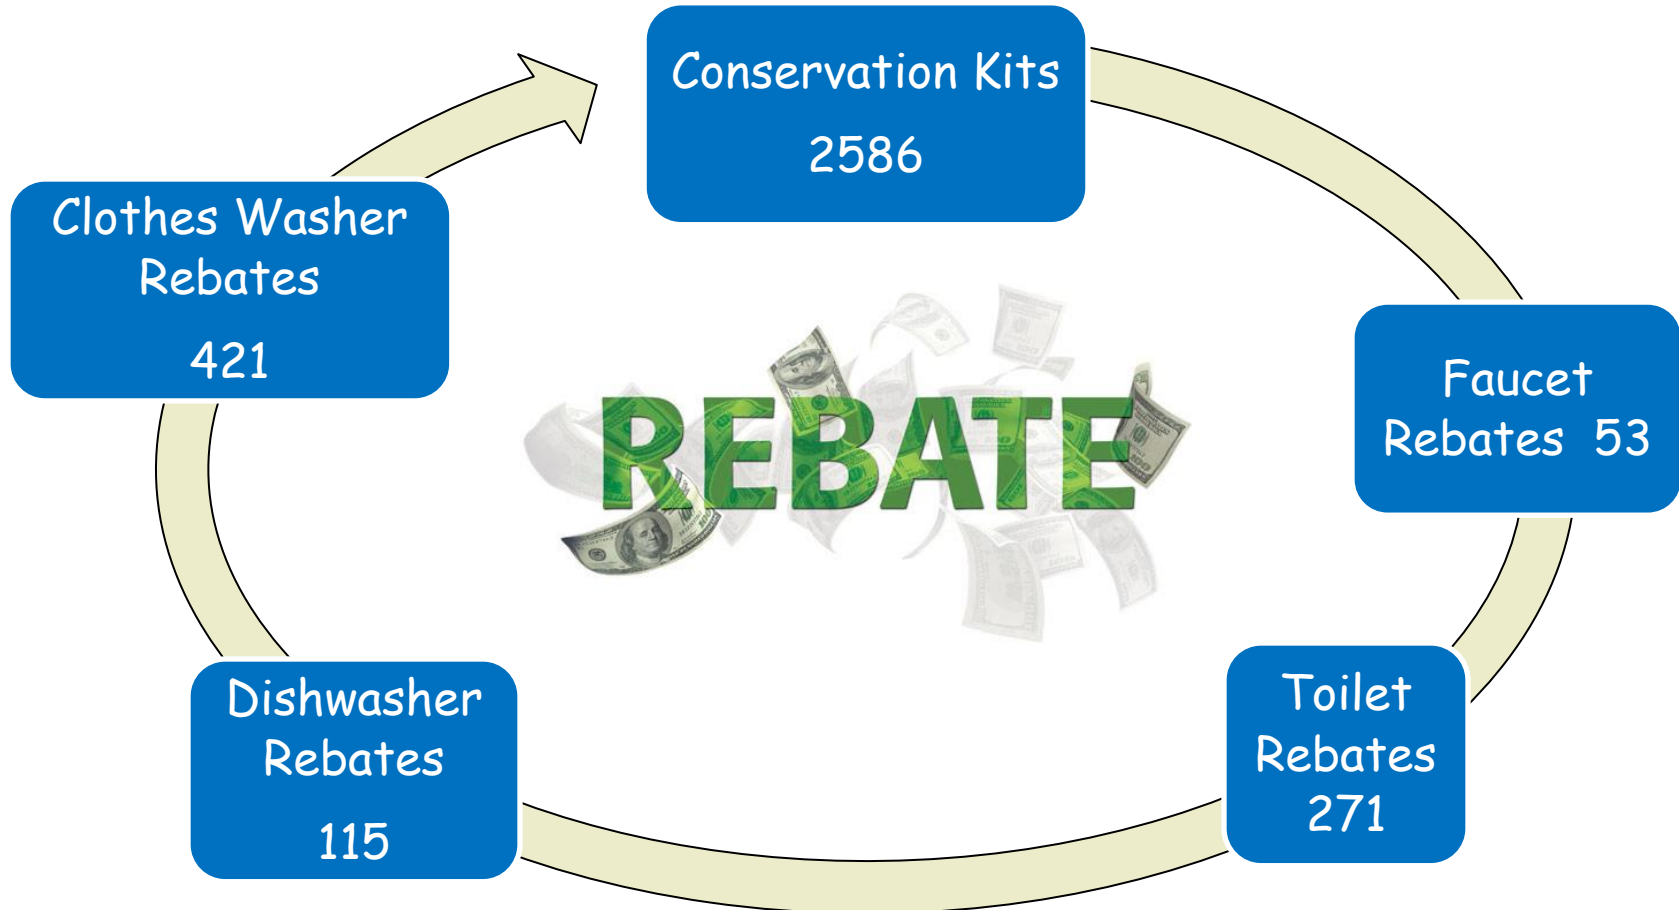 Conservation Kits
2586
Clothes Washer
Rebates
421
Faucet
Rebates 53
REBATE
Toilet
Rebates
271
Dishwasher
Rebates
115